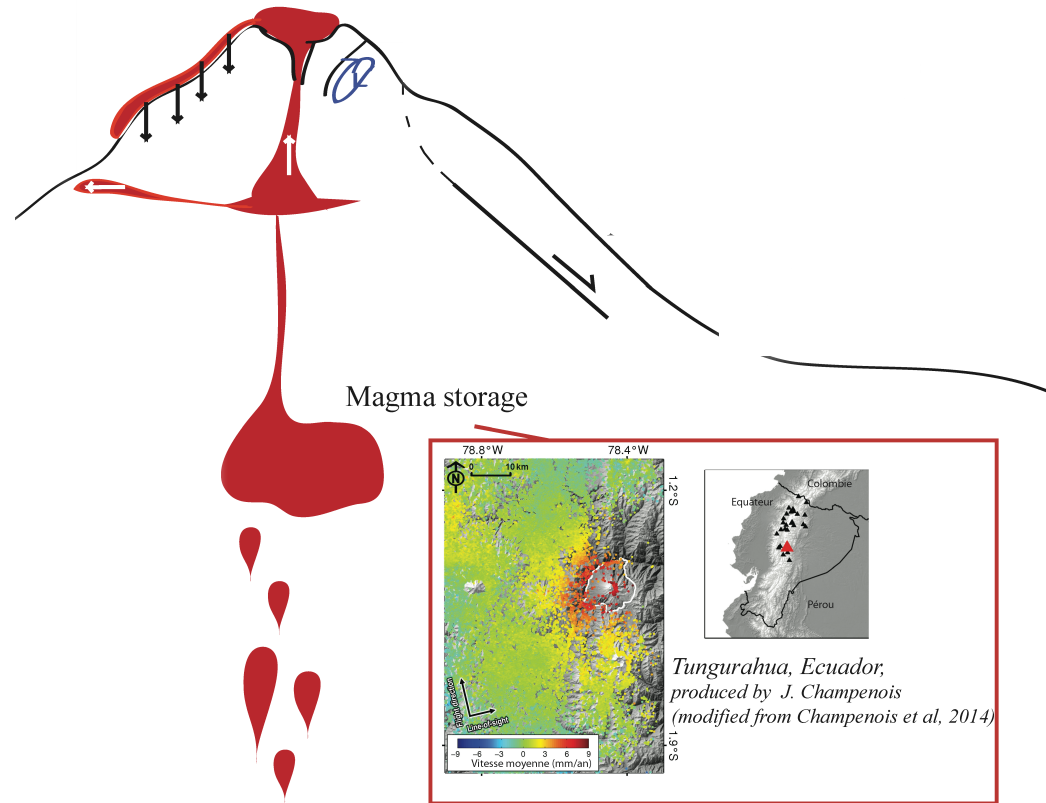 Magma storage
78.8°W 78.4°W
N
0 10 km
1.2°S
Flight direction
Line-of-sight
1.9°S
−9 −6 −3 0 3 6 9
Vitesse moyenne (mm/an)
Colombie
Equateur
Pérou
Tungurahua, Ecuador,
produced by J. Champenois
(modified from Champenois et al, 2014)